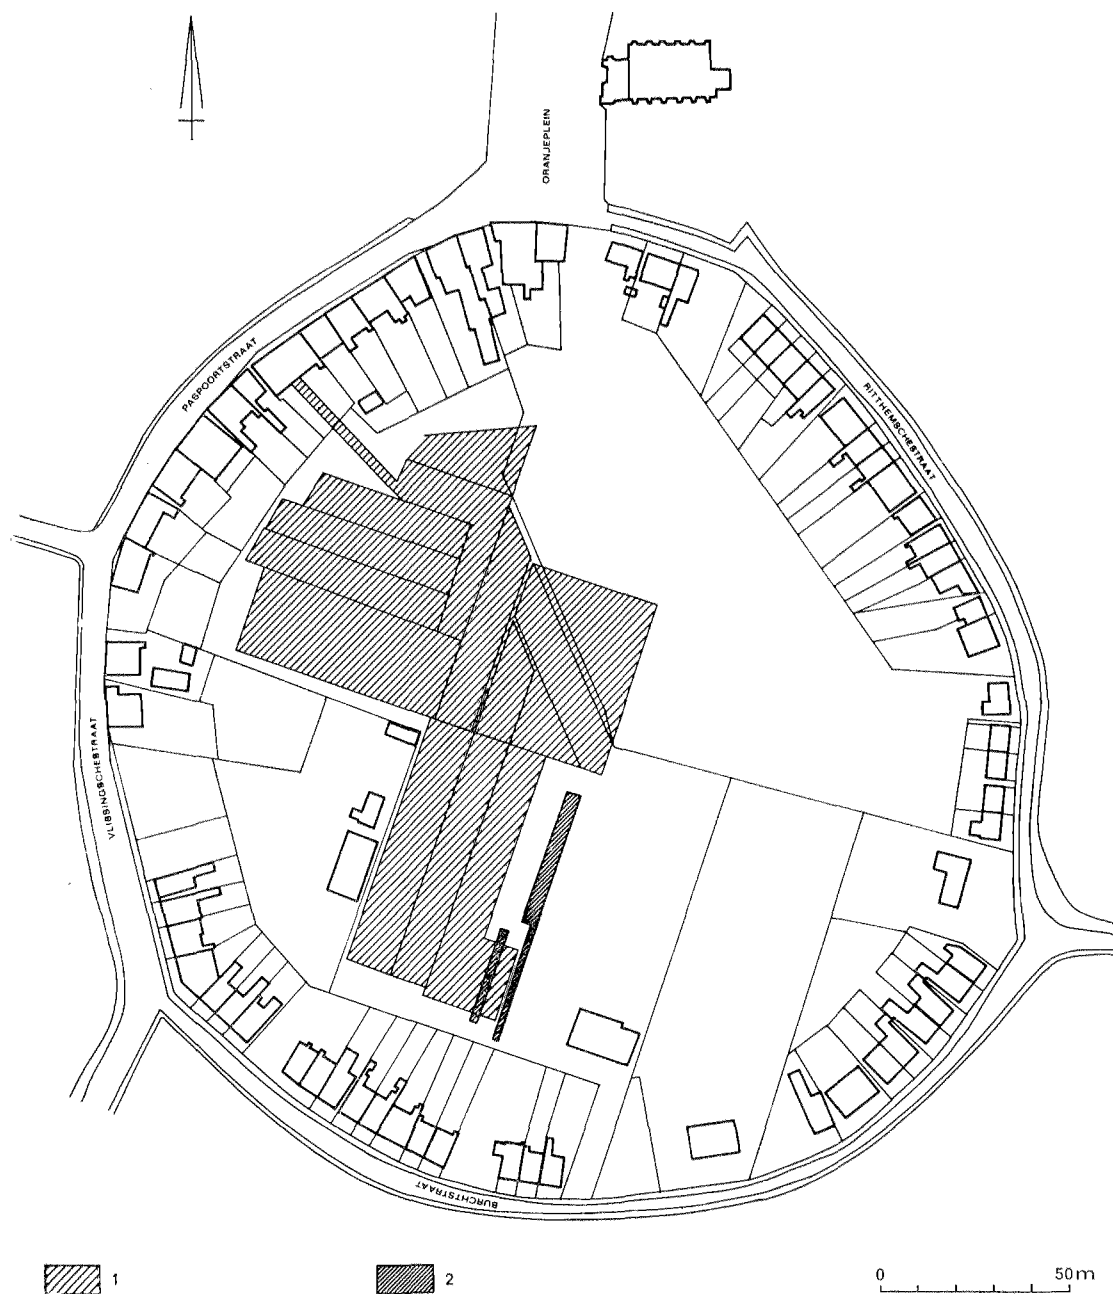 ORANJEPLEIN
PASPOORTSTRAAT
RITTHEMSCHESTRAAT
VLISSINGSCHESTRAAT
BURCHTSTRAAT
1
2
0 50m